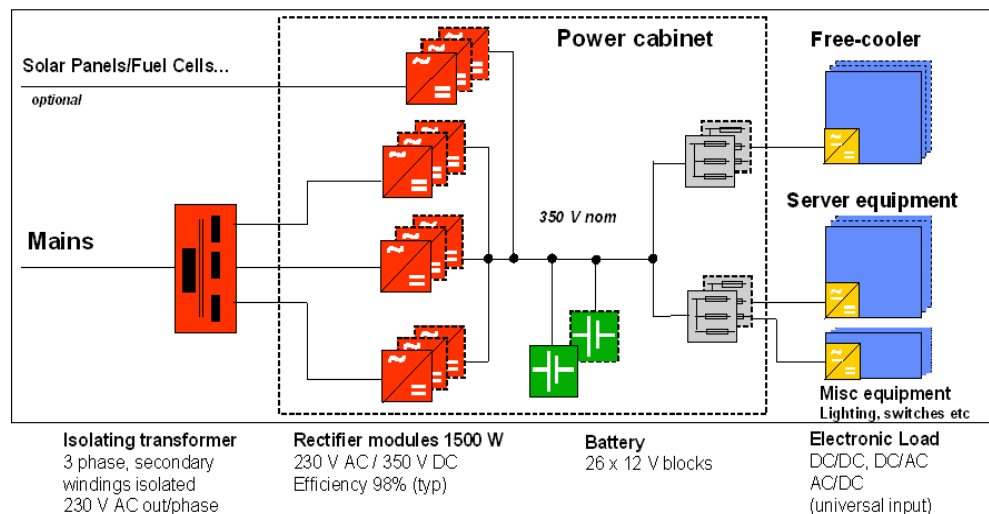 Power cabinet
Free-cooler
Solar Panels/Fuel Cells...
optional
350 V nom
Server equipment
Mains
Misc equipment
Lighting, switches etc
Isolating transformer
3 phase, secondary
windings isolated
230 V AC out/phase
Rectifier modules 1500 W
230 V AC / 350 V DC
Efficiency 98% (typ)
Battery
26 x 12 V blocks
Electronic Load
DC/DC, DC/AC
AC/DC
(universal input)